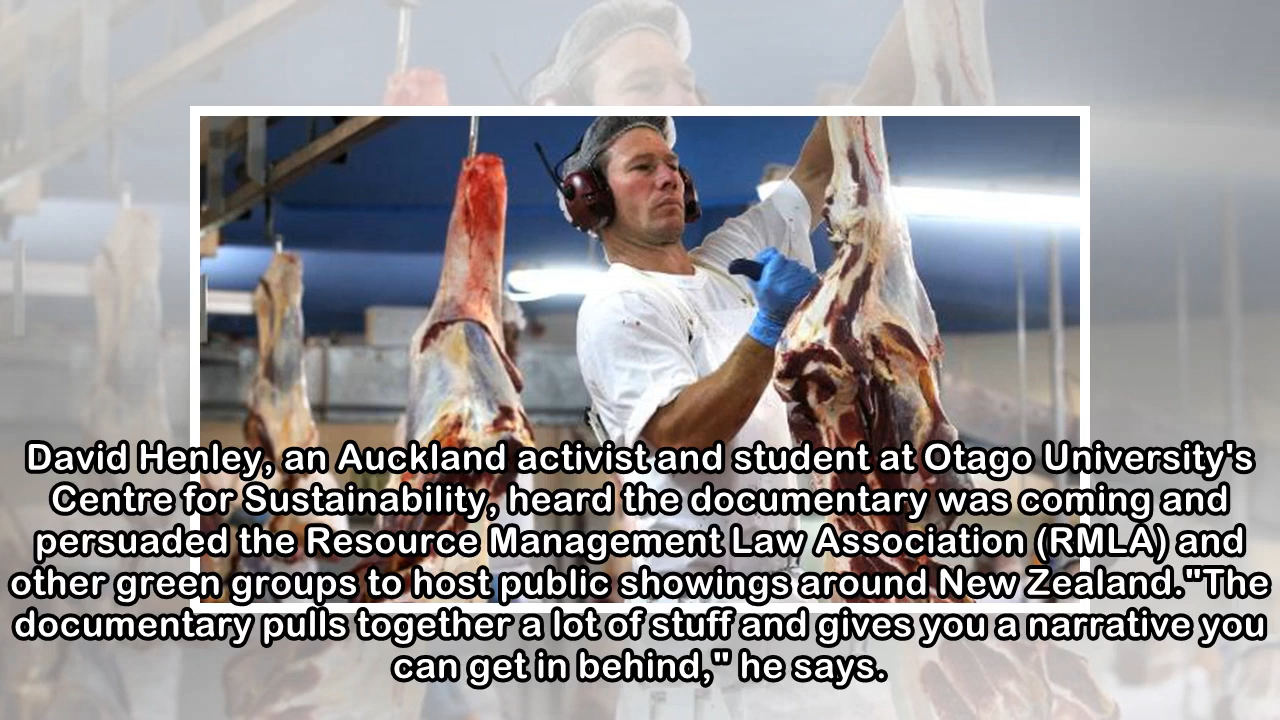 David Henley, an Auckland activist and student at Otago University's
Centre for Sustainability, heard the documentary was coming and
persuaded the Resource Management Law Association (RMLA) and
other green groups to host public showings around New Zealand."The
documentary pulls together a lot of stuff and gives you a narrative you
can get in behind," he says.